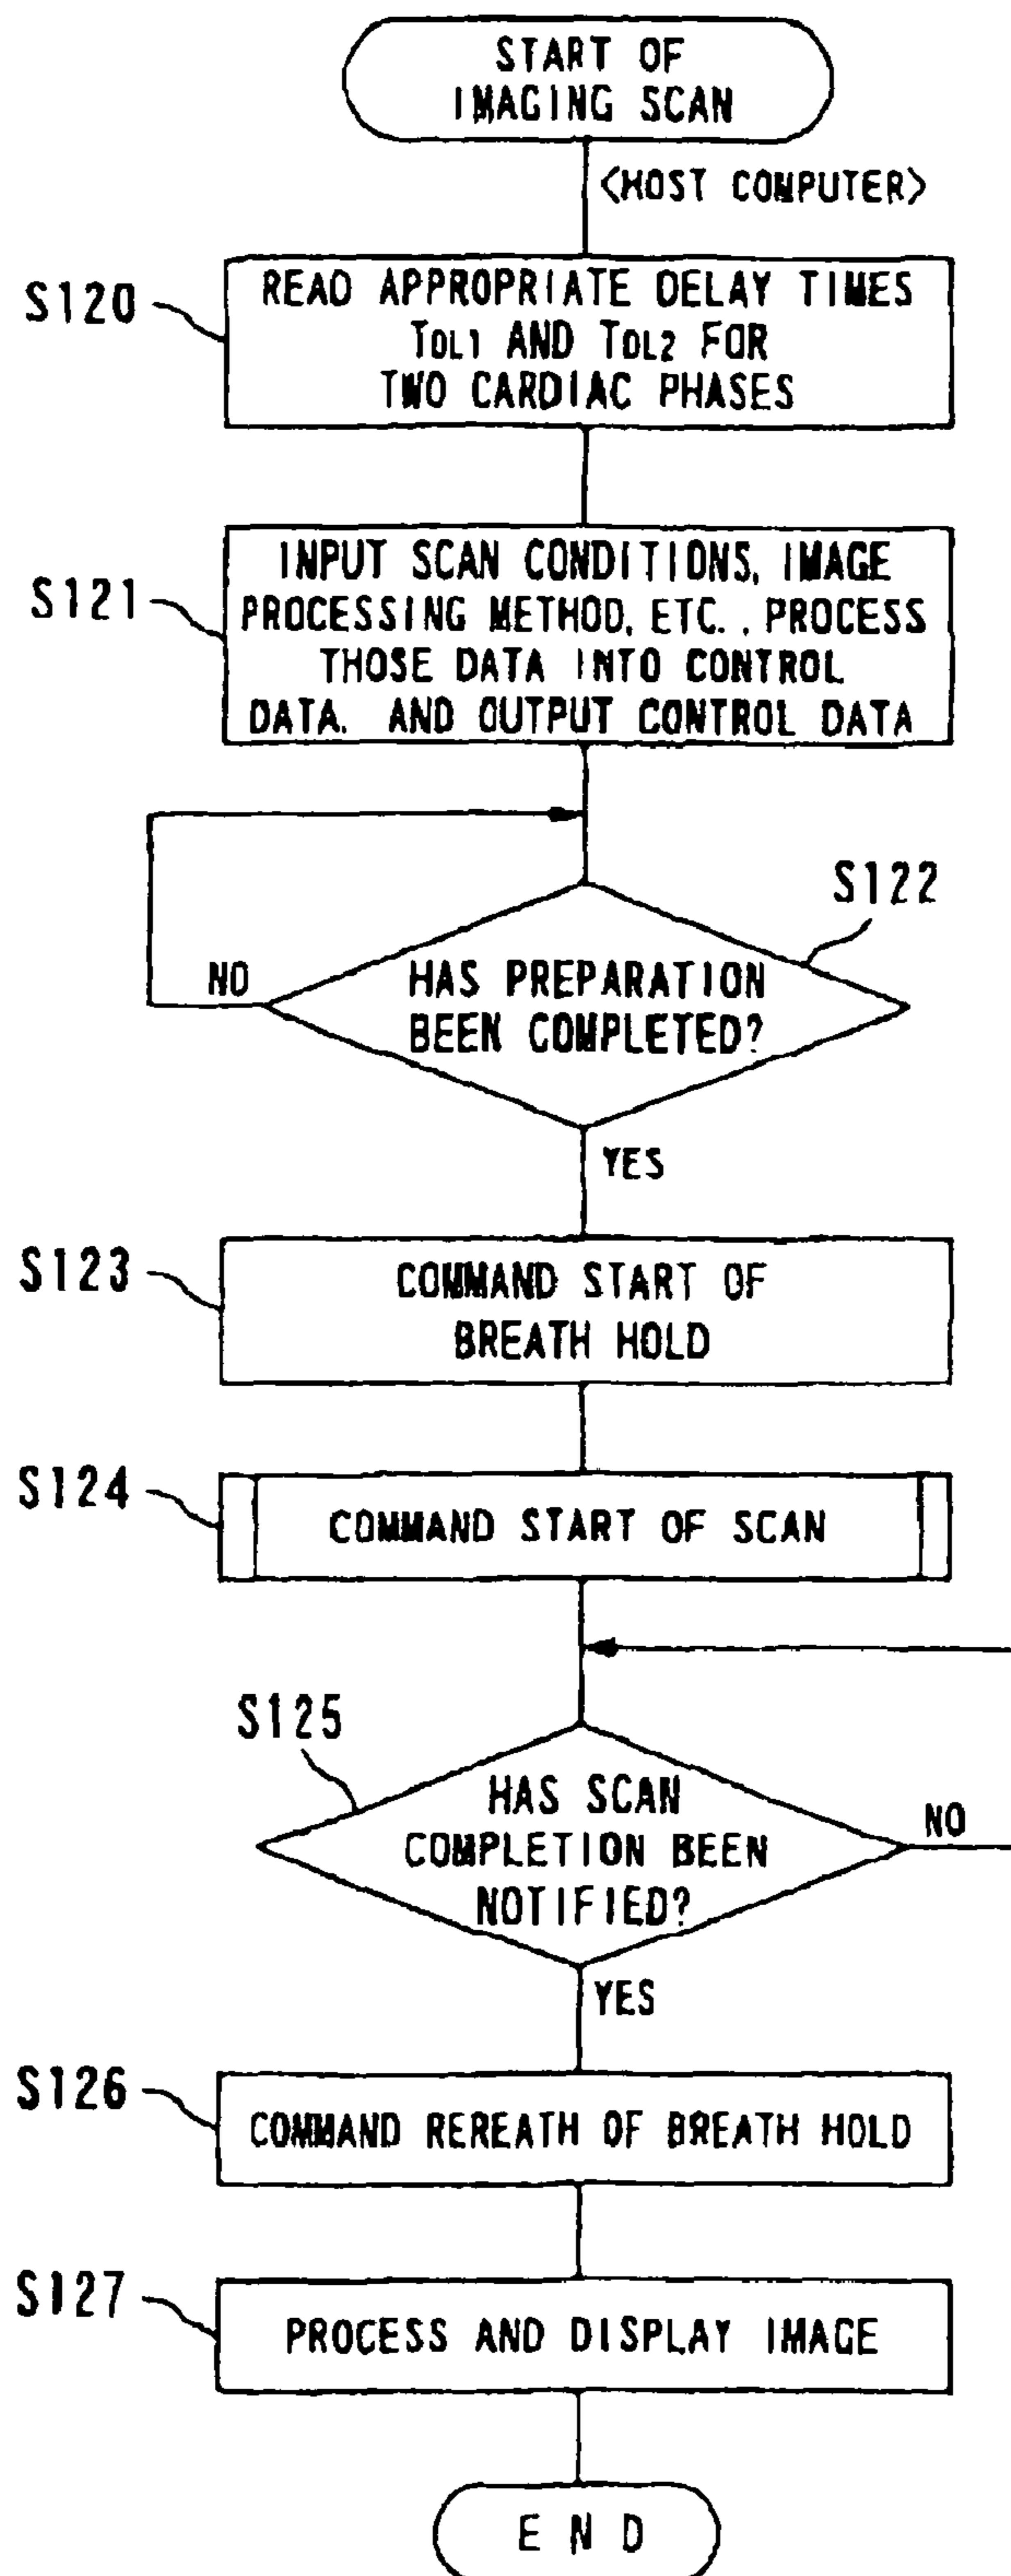 START OF
IMAGING SCAN
<HOST COMPUTER>
S120
READ APPROPRIATE DELAY TIMES
TDL1 AND TDL2 FOR
TWO CARDIAC PHASES
S121
INPUT SCAN CONDITIONS, IMAGE
PROCESSING METHOD, ETC., PROCESS
THOSE DATA INTO CONTROL
DATA, AND OUTPUT CONTROL DATA
S122
NO
HAS PREPARATION
BEEN COMPLETED?
YES
S123
COMMAND START OF
BREATH HOLD
S124
COMMAND START OF SCAN
S125
HAS SCAN
COMPLETION BEEN
NOTIFIED?
NO
YES
S126
COMMAND REREATH OF BREATH HOLD
S127
PROCESS AND DISPLAY IMAGE
END